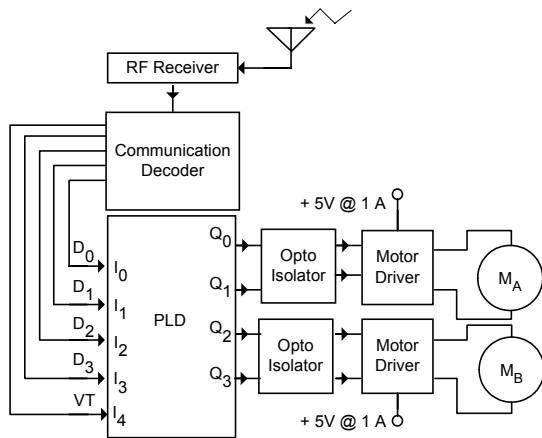 RF Receiver
Communication
Decoder
+ 5V @ 1 A
D0
I0
D1
I1
D2
I2
D3
I3
VT
I4
PLD
Q0
Q1
Q2
Q3
Opto
Isolator
Motor
Driver
MA
Opto
Isolator
Motor
Driver
MB
+ 5V @ 1 A